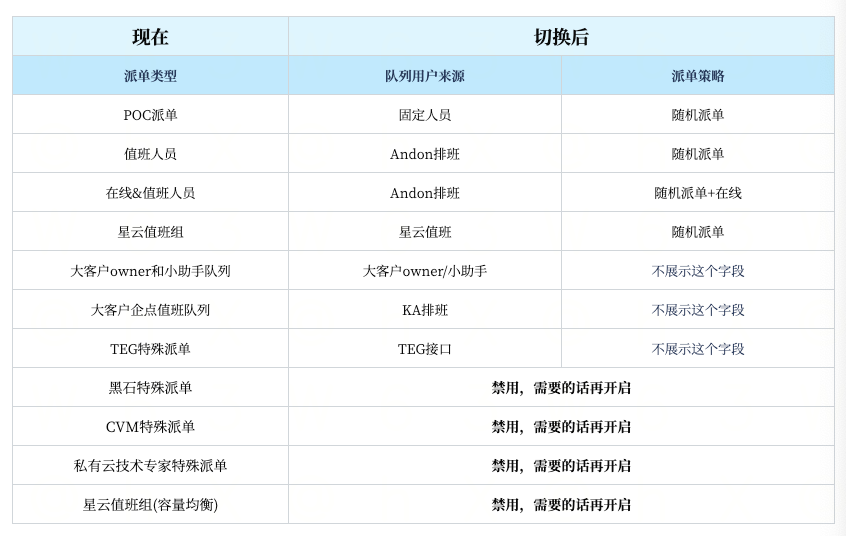 现在 切换后
派单类型 队列用户来源 派单策略
POC派单 固定人员 随机派单
值班人员 Andon排班 随机派单
在线&值班人员 Andon排班 随机派单+在线
星云值班组 星云值班 随机派单
大客户owner和小助手队列 大客户owner/小助手 不展示这个字段
大客户企点值班队列 KA排班 不展示这个字段
TEG特殊派单 TEG接口 不展示这个字段
黑石特殊派单 禁用，需要的话再开启
CVM特殊派单 禁用，需要的话再开启
私有云技术专家特殊派单 禁用，需要的话再开启
星云值班组(容量均衡) 禁用，需要的话再开启